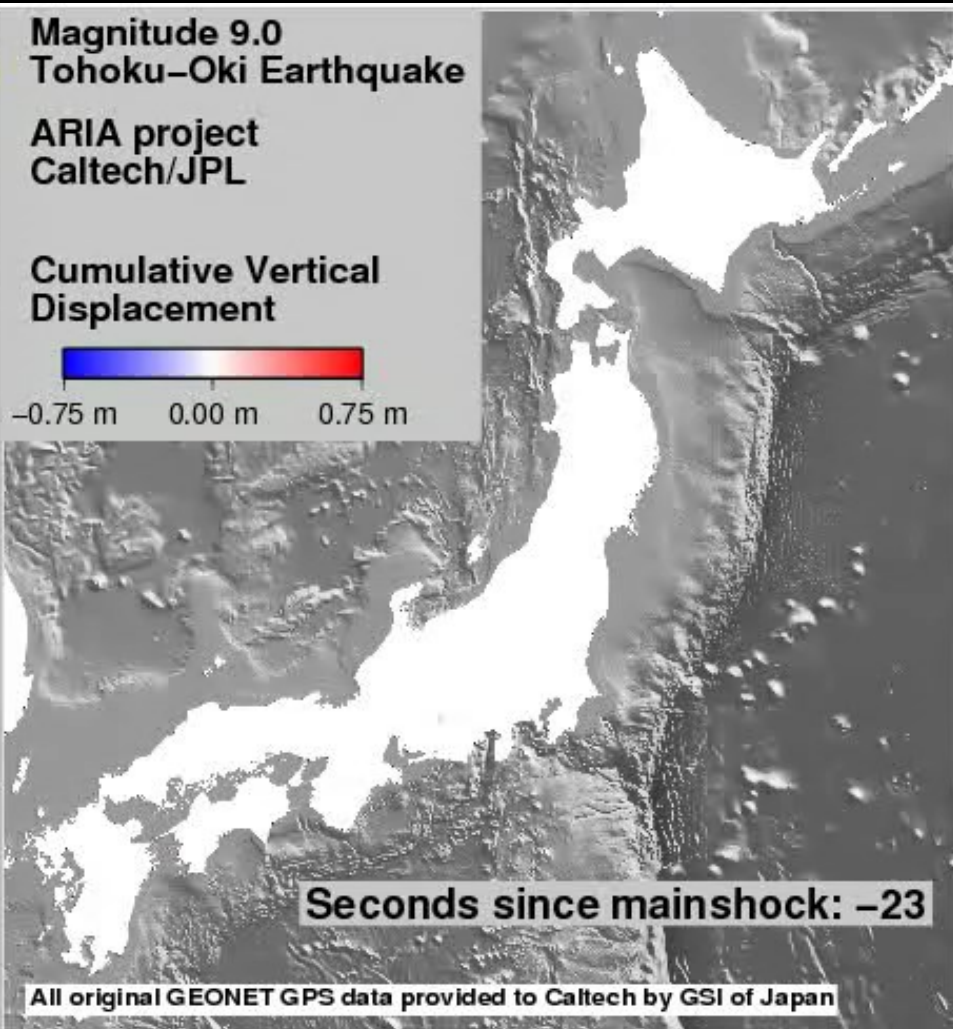 Magnitude 9.0
Tohoku–Oki Earthquake
ARIA project
Caltech/JPL
Cumulative Vertical
Displacement
–0.75 m 0.00 m 0.75 m
Seconds since mainshock: –23
All original GEONET GPS data provided to Caltech by GSI of Japan